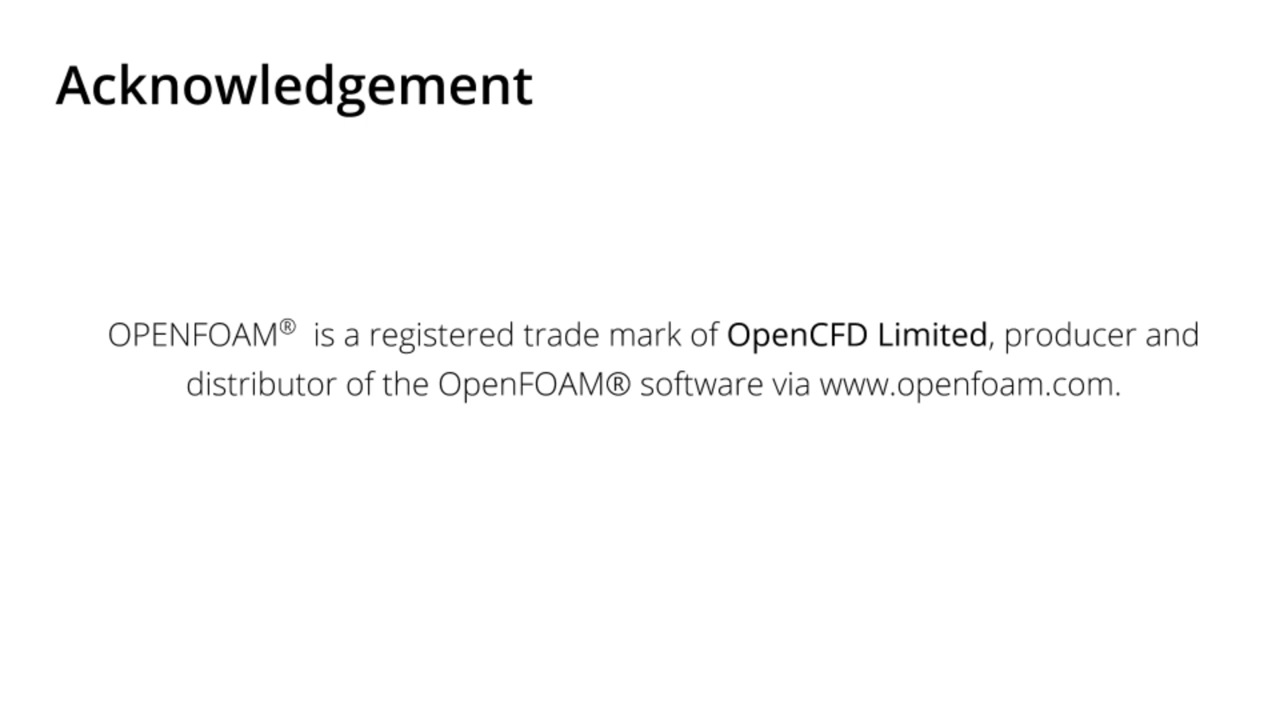 Acknowledgement
OPENFOAM® is a registered trade mark of OpenCFD Limited, producer and
distributor of the OpenFOAM® software via www.openfoam.com.